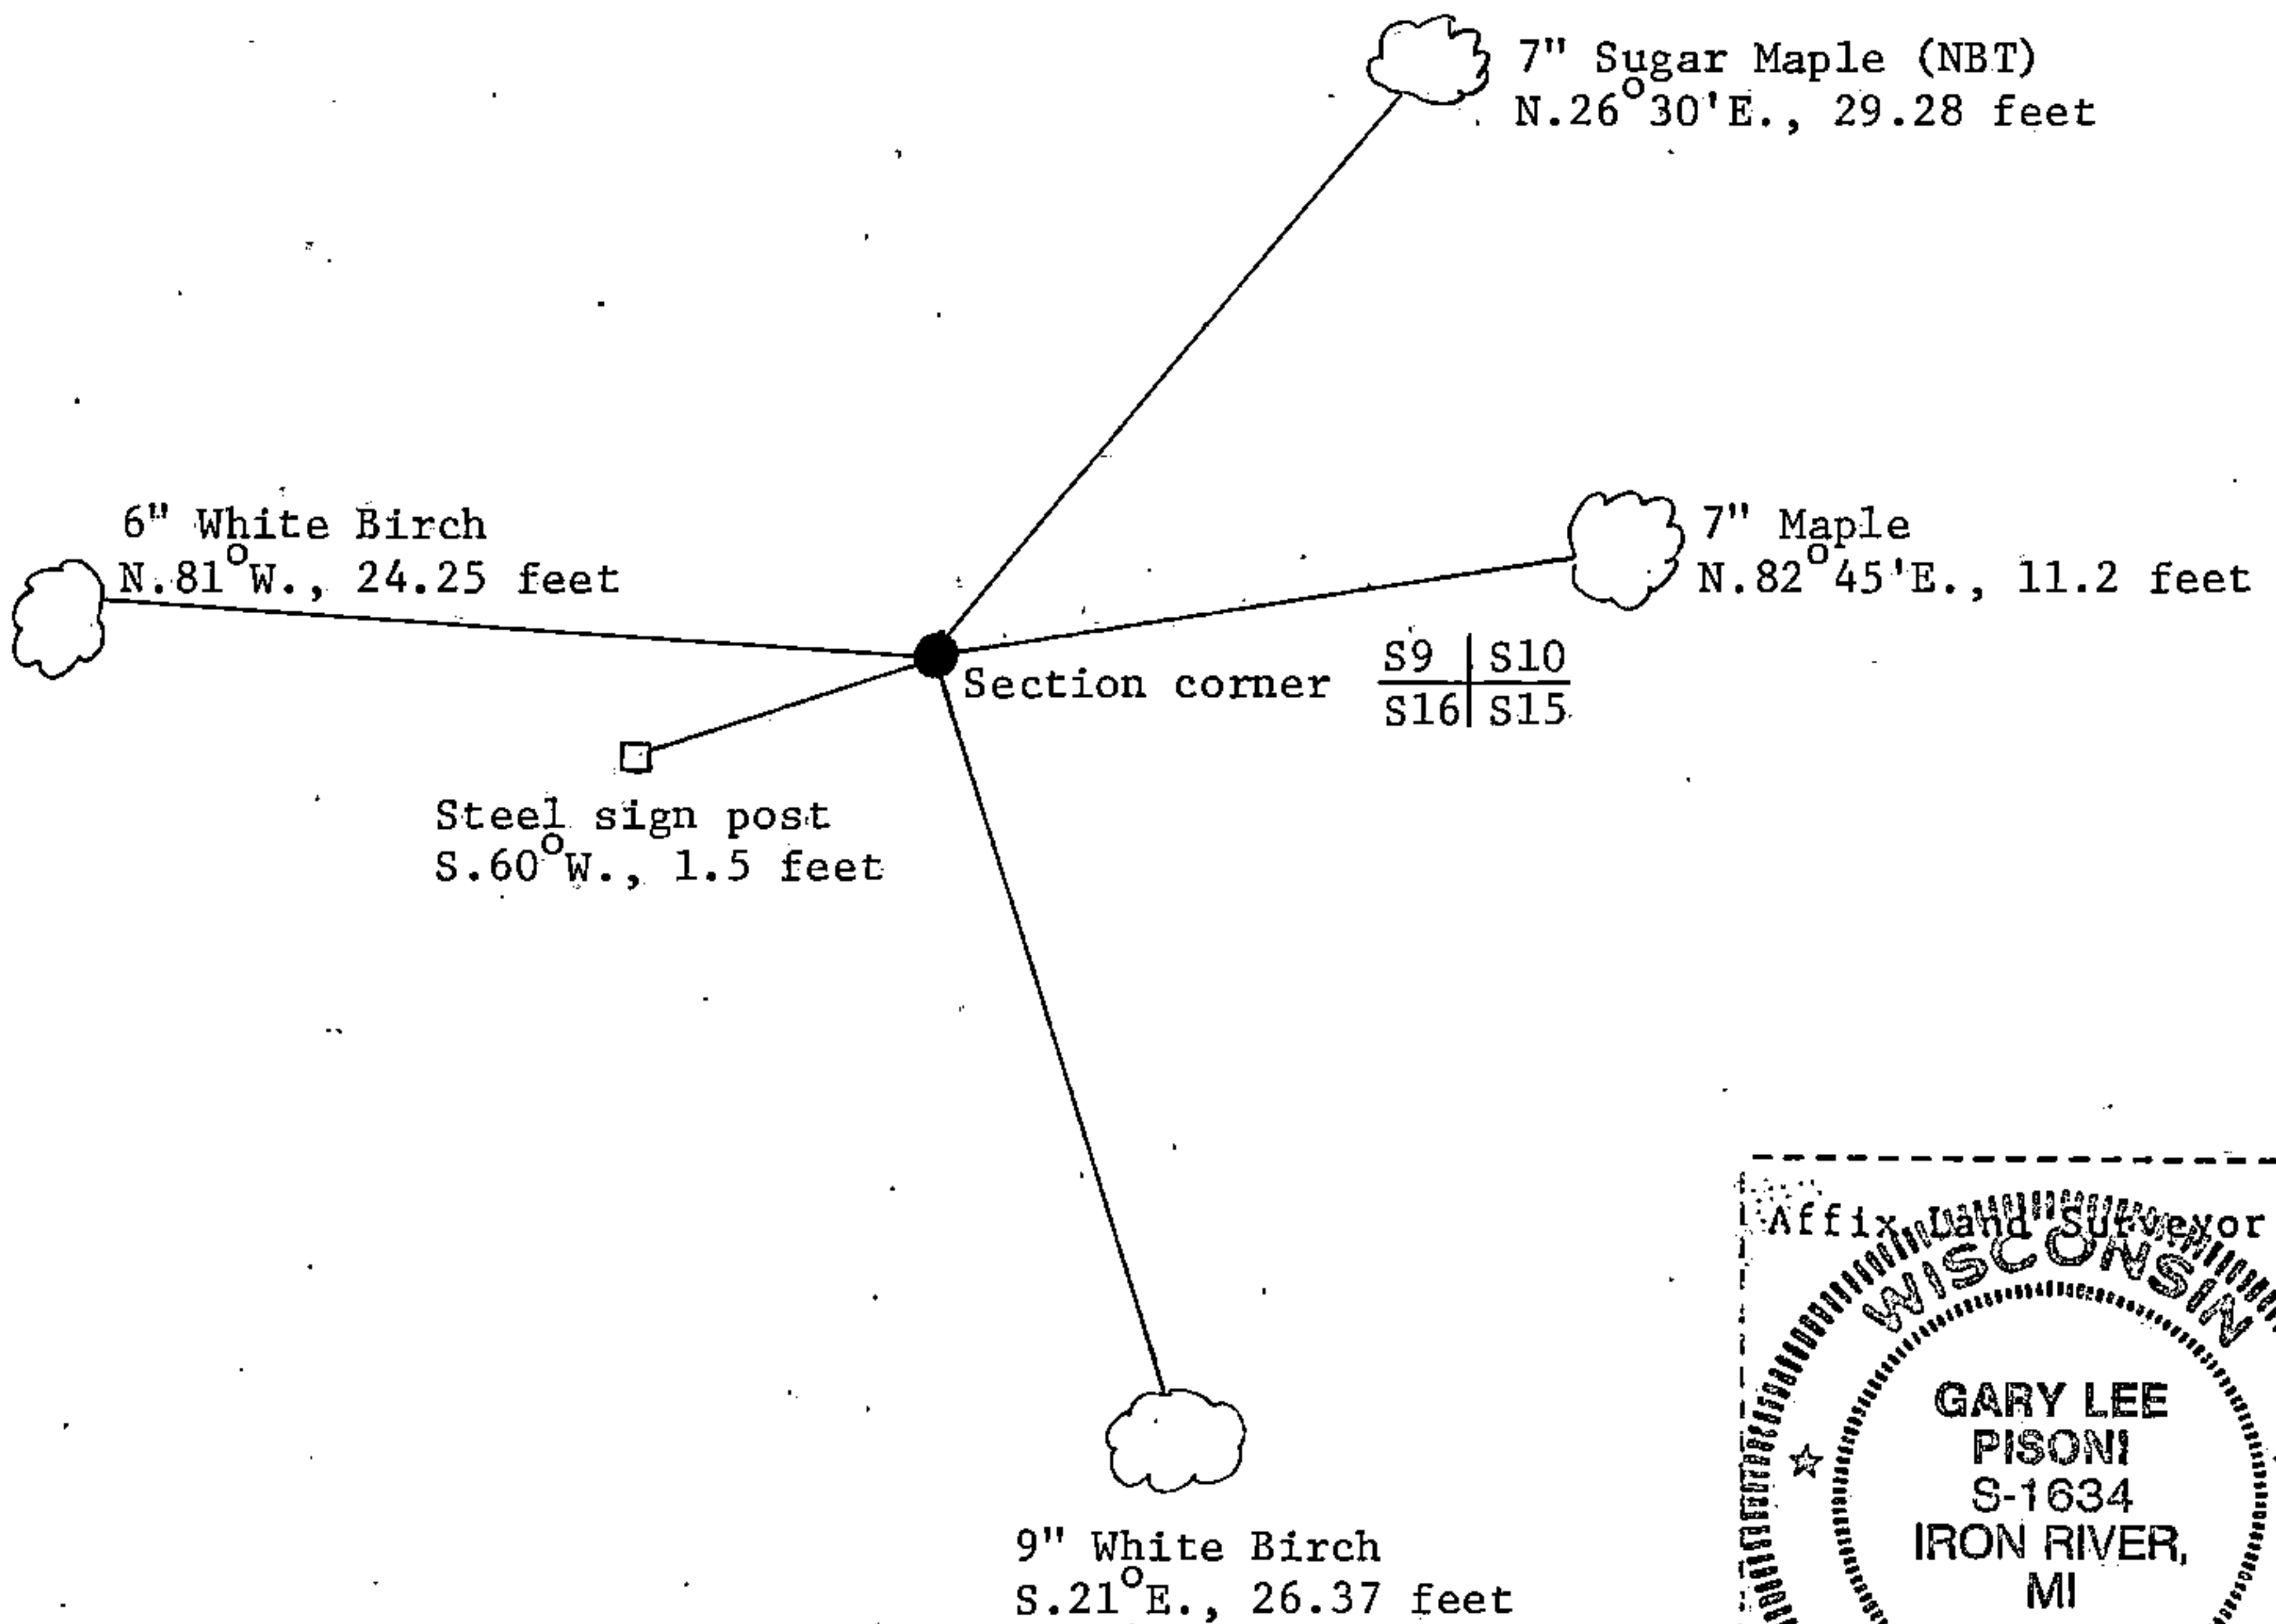 7" Sugar Maple (NBT)
N.26°30'E., 29.28 feet
6" White Birch
N.81°W., 24.25 feet
7" Maple
N.82°45'E., 11.2 feet
Section corner
S9 | S10
S16 | S15
Steel sign post
S.60°W., 1.5 feet
9" White Birch
S.21°E., 26.37 feet
Affix Land Surveyor
WISCONSIN
GARY LEE
PISONI
S-1634
IRON RIVER,
MI